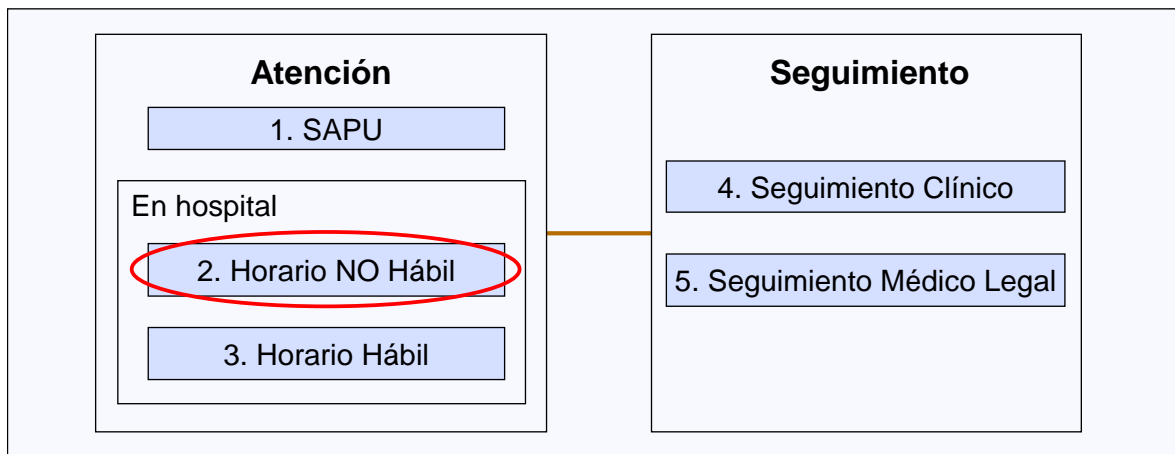 Atención
1. SAPU
En hospital
2. Horario NO Hábil
3. Horario Hábil
Seguimiento
4. Seguimiento Clínico
5. Seguimiento Médico Legal